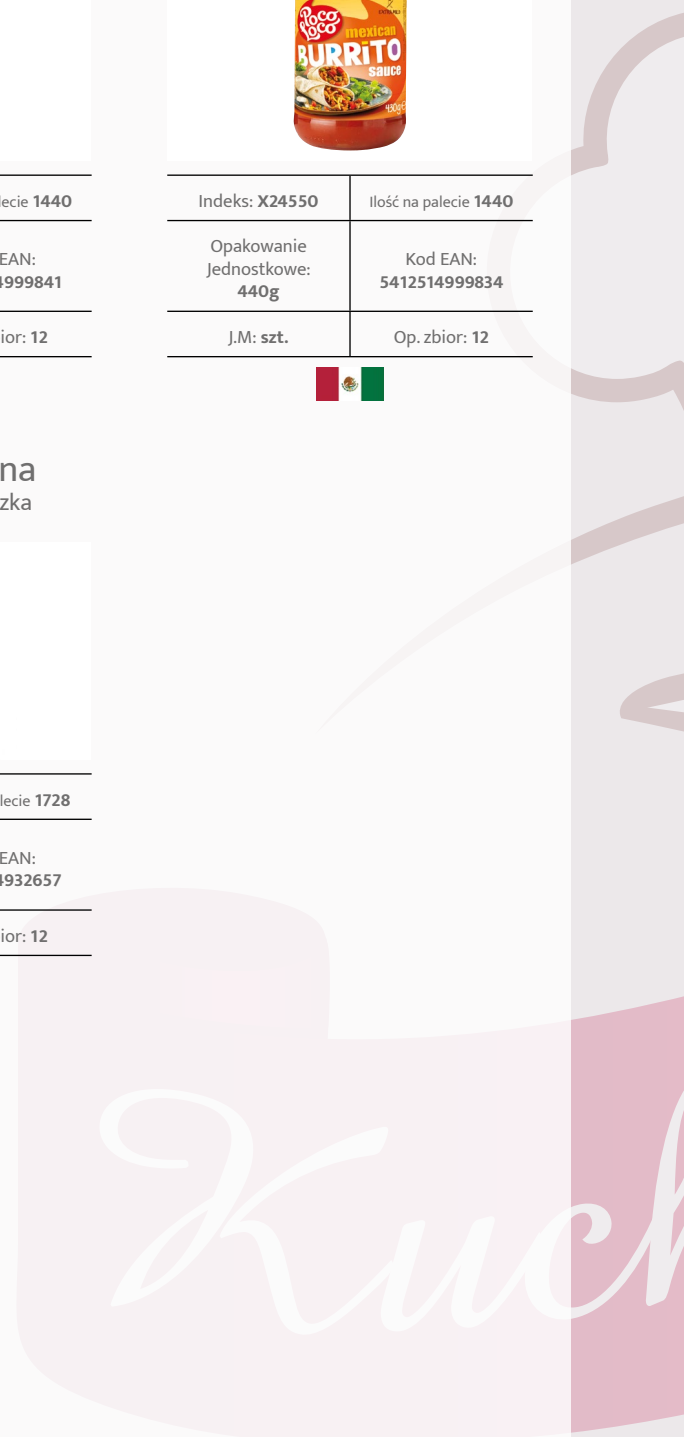 Poco
Loco
mexican
BURRiTO
sauce
430g e
lecie 1440
Indeks: X24550
Ilość na palecie 1440
EAN:
4999841
Opakowanie
Jednostkowe:
440g
Kod EAN:
5412514999834
ior: 12
J.M: szt.
Op. zbior: 12
na
zka
lecie 1728
EAN:
4932657
ior: 12
Kuch